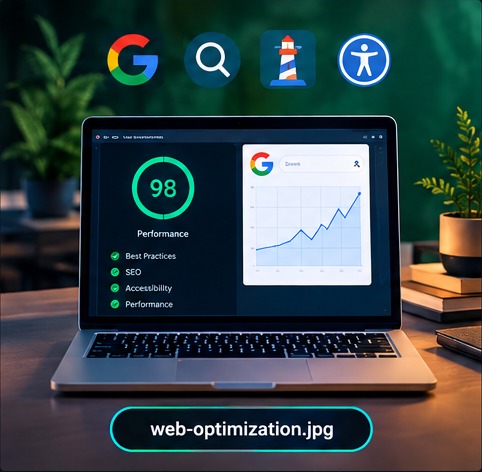 98
Performance
Best Practices
SEO
Accessibility
Performance
web-optimization.jpg